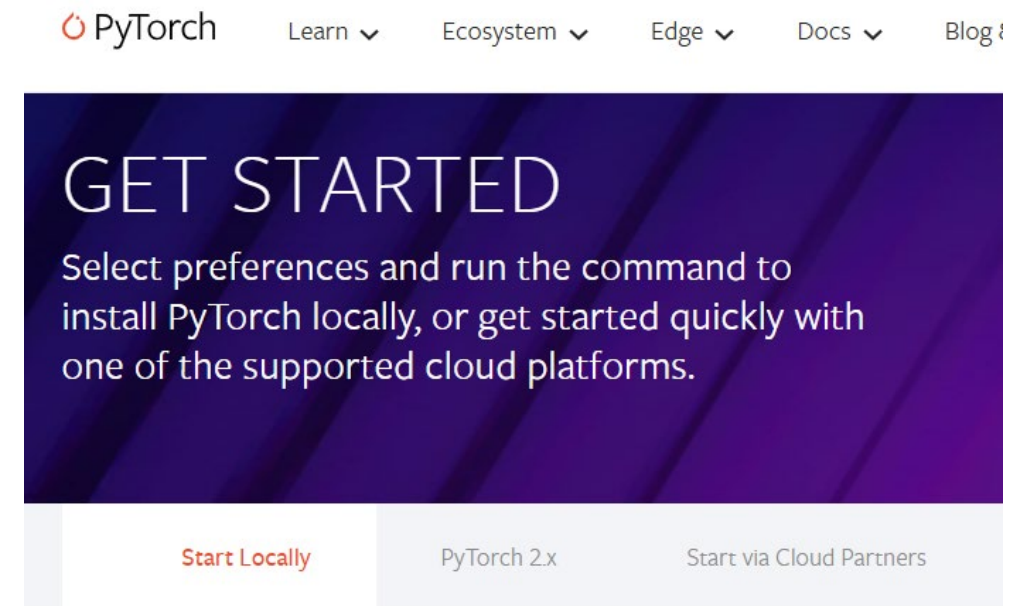 PyTorch Learn Ecosystem Edge Docs Blog
GET STARTED
Select preferences and run the command to
install PyTorch locally, or get started quickly with
one of the supported cloud platforms.
Start Locally PyTorch 2.x Start via Cloud Partners